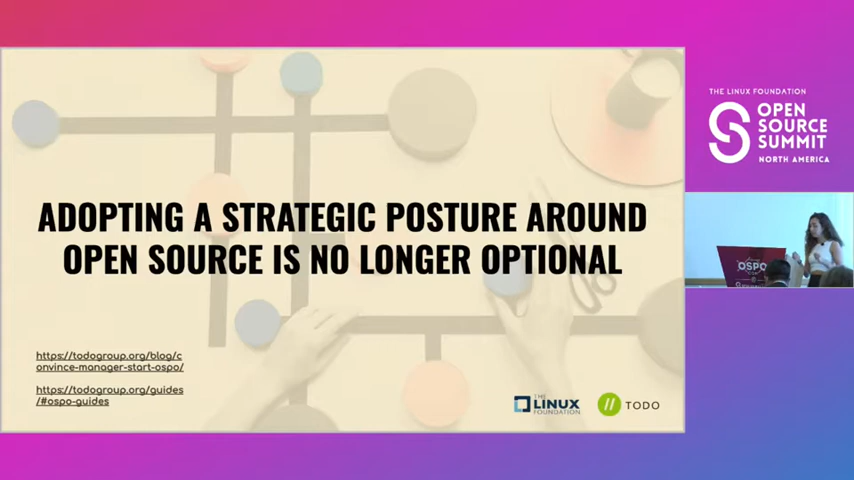 ADOPTING A STRATEGIC POSTURE AROUND
OPEN SOURCE IS NO LONGER OPTIONAL
https://todogroup.org/blog/c
onvince-manager-start-ospo/
https://todogroup.org/guides
/#ospo-guides
THE
LINUX
FOUNDATION
TODO
THE LINUX FOUNDATION
OPEN
SOURCE
SUMMIT
NORTH AMERICA
OSPO